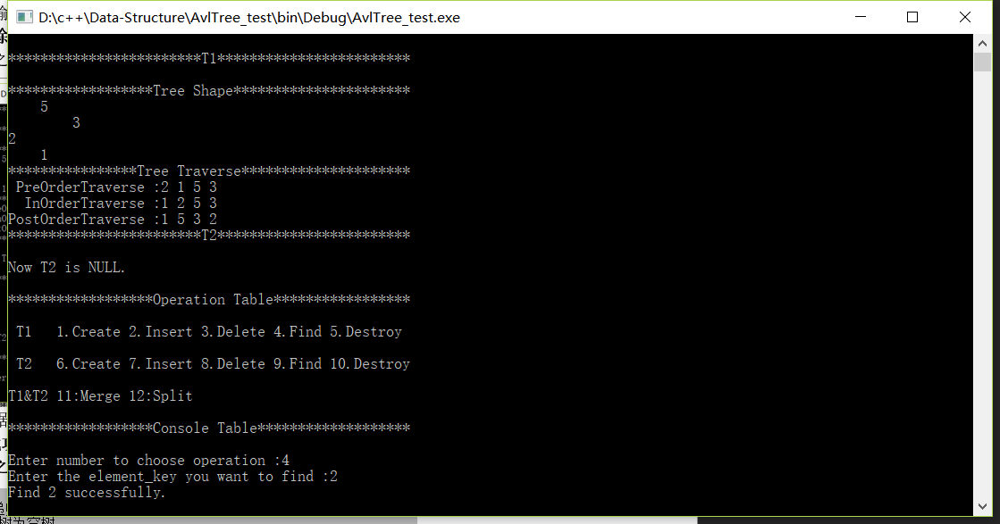 D:\c++\Data-Structure\AvlTree_test\bin\Debug\AvlTree_test.exe
************************T1************************
******************Tree Shape**********************
5
3
2
1
****************Tree Traverse*********************
PreOrderTraverse :2 1 5 3
InOrderTraverse :1 2 5 3
PostOrderTraverse :1 5 3 2
************************T2************************
Now T2 is NULL.
******************Operation Table*****************
T1   1.Create 2.Insert 3.Delete 4.Find 5.Destroy
T2   6.Create 7.Insert 8.Delete 9.Find 10.Destroy
T1&T2 11:Merge 12:Split
******************Console Table*******************
Enter number to choose operation :4
Enter the element_key you want to find :2
Find 2 successfully.